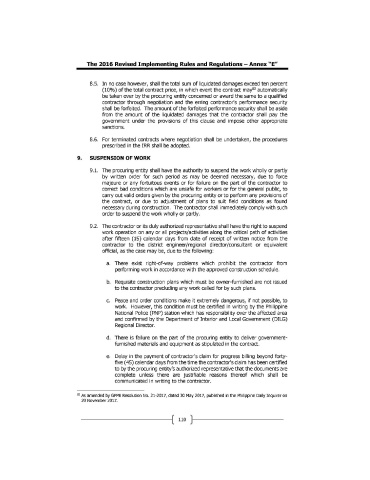 The 2016 Revised Implementing Rules and Regulations – Annex "E"
8.5. In no case however, shall the total sum of liquidated damages exceed ten percent
(10%) of the total contract price, in which event the contract may³⁰ automatically
be taken over by the procuring entity concerned or award the same to a qualified
contractor through negotiation and the erring contractor's performance security
shall be forfeited. The amount of the forfeited performance security shall be aside
from the amount of the liquidated damages that the contractor shall pay the
government under the provisions of this clause and impose other appropriate
sanctions.
8.6. For terminated contracts where negotiation shall be undertaken, the procedures
prescribed in the IRR shall be adopted.
9. SUSPENSION OF WORK
9.1. The procuring entity shall have the authority to suspend the work wholly or partly
by written order for such period as may be deemed necessary, due to force
majeure or any fortuitous events or for failure on the part of the contractor to
correct bad conditions which are unsafe for workers or for the general public, to
carry out valid orders given by the procuring entity or to perform any provisions of
the contract, or due to adjustment of plans to suit field conditions as found
necessary during construction. The contractor shall immediately comply with such
order to suspend the work wholly or partly.
9.2. The contractor or its duly authorized representative shall have the right to suspend
work operation on any or all projects/activities along the critical path of activities
after fifteen (15) calendar days from date of receipt of written notice from the
contractor to the district engineer/regional director/consultant or equivalent
official, as the case may be, due to the following:
a. There exist right-of-way problems which prohibit the contractor from
performing work in accordance with the approved construction schedule.
b. Requisite construction plans which must be owner-furnished are not issued
to the contractor precluding any work called for by such plans.
c. Peace and order conditions make it extremely dangerous, if not possible, to
work. However, this condition must be certified in writing by the Philippine
National Police (PNP) station which has responsibility over the affected area
and confirmed by the Department of Interior and Local Government (DILG)
Regional Director.
d. There is failure on the part of the procuring entity to deliver government-
furnished materials and equipment as stipulated in the contract.
e. Delay in the payment of contractor's claim for progress billing beyond forty-
five (45) calendar days from the time the contractor's claim has been certified
to by the procuring entity's authorized representative that the documents are
complete unless there are justifiable reasons thereof which shall be
communicated in writing to the contractor.
³⁰ As amended by GPPB Resolution No. 21-2017, dated 30 May 2017, published in the Philippine Daily Inquirer on
20 November 2017.
110